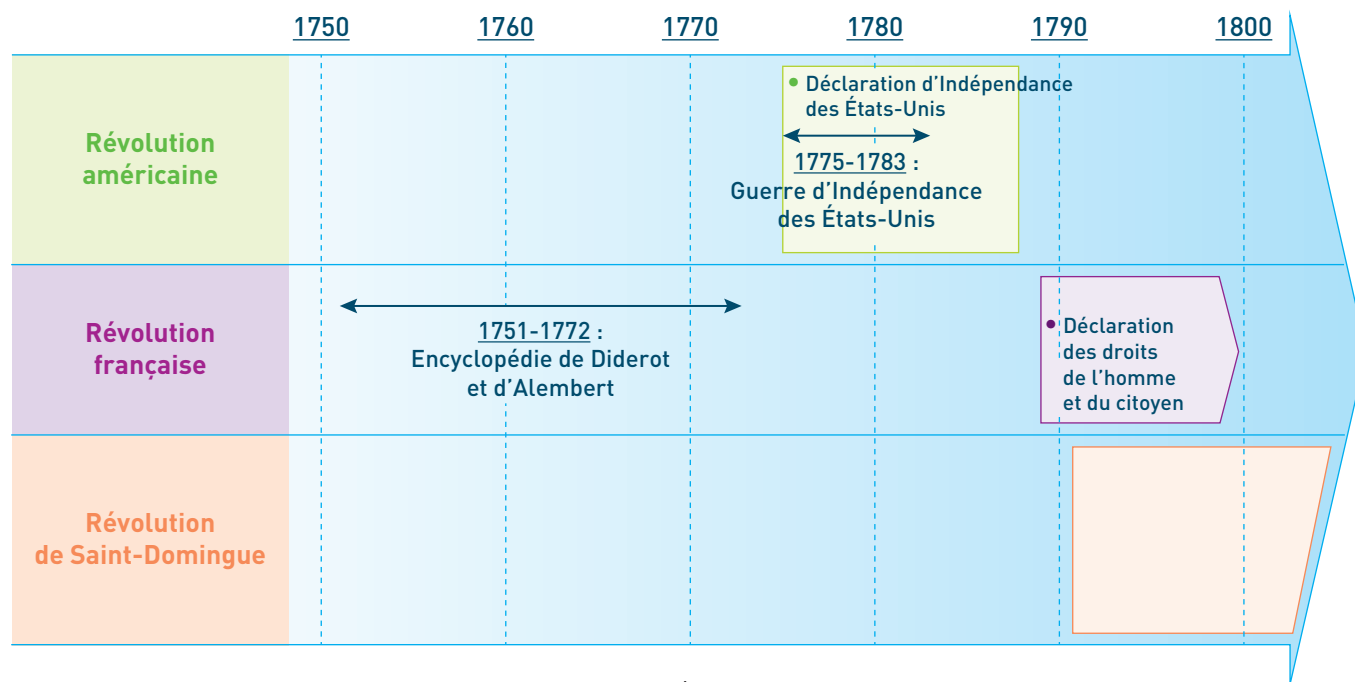 1750 1760 1770 1780 1790 1800
Révolution
américaine
• Déclaration d'Indépendance
des États-Unis
1775-1783 :
Guerre d'Indépendance
des États-Unis
Révolution
française
1751-1772 :
Encyclopédie de Diderot
et d'Alembert
• Déclaration
des droits
de l'homme
et du citoyen
Révolution
de Saint-Domingue